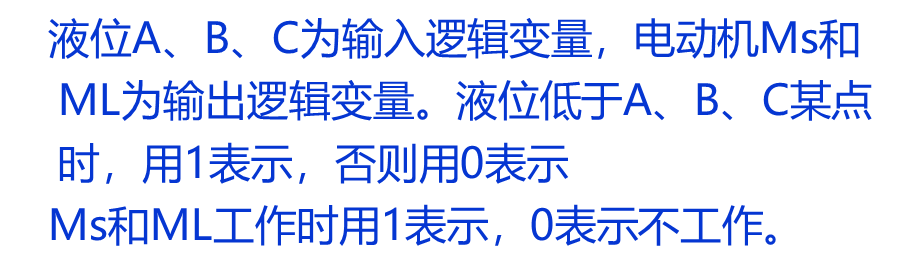 液位A、B、C为输入逻辑变量，电动机Ms和
ML为输出逻辑变量。液位低于A、B、C某点
时，用1表示，否则用0表示
Ms和ML工作时用1表示，0表示不工作。